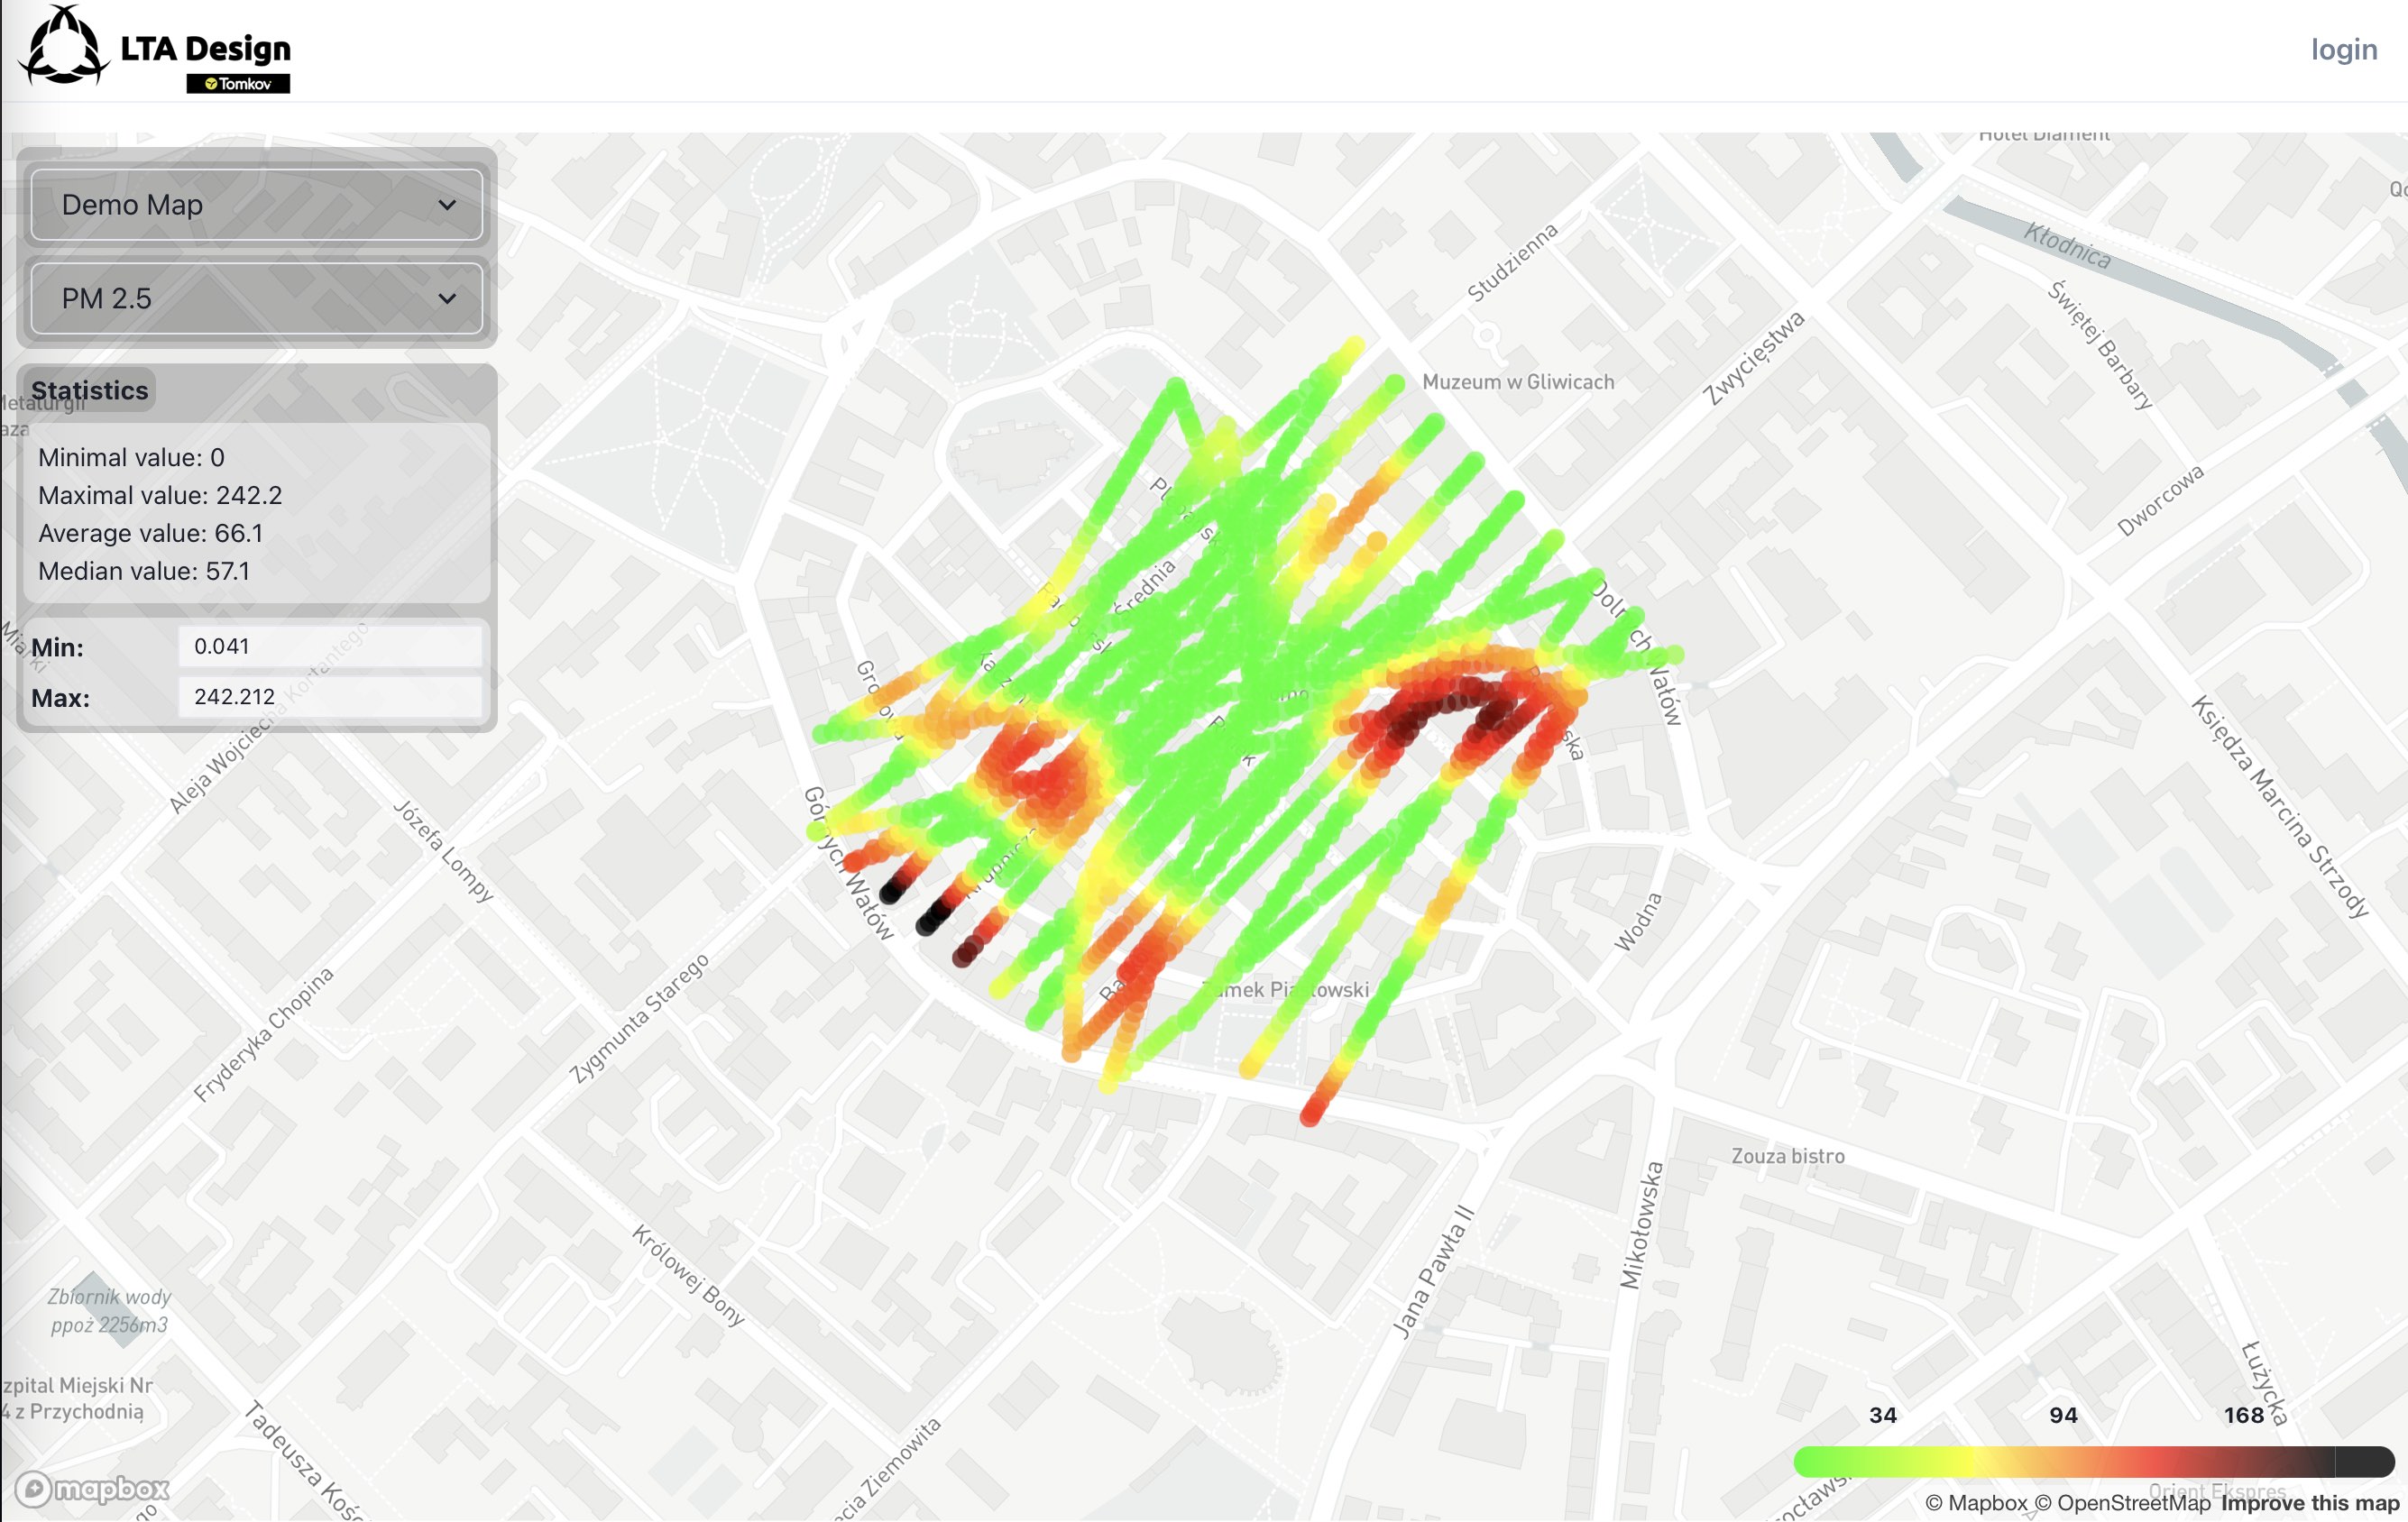 LTA Design
Tomkov
login
Demo Map
PM 2.5
Statistics
Minimal value: 0
Maximal value: 242.2
Average value: 66.1
Median value: 57.1
Min:
0.041
Max:
242.212
Hotel Diament
Kłodnica
Studzienna
Świętej Barbary
Zwycięstwa
Muzeum w Gliwicach
Dworcowa
Średnia
Górnych Wałów
Dolnych Wałów
Aleja Wojciecha Korfantego
Józefa Lompy
Księdza Marcina Strzody
Wodna
Zamek Piastowski
Zygmunta Starego
Fryderyka Chopina
Zouza bistro
Mikołowska
Jana Pawła II
Królowej Bony
Zbiornik wody
ppoż 2256m3
zpital Miejski Nr
4 z Przychodnią
Łużycka
Tadeusza Kośc
ecia Ziemowita
34
94
168
Orient Ekspres
mapbox
© Mapbox © OpenStreetMap Improve this map